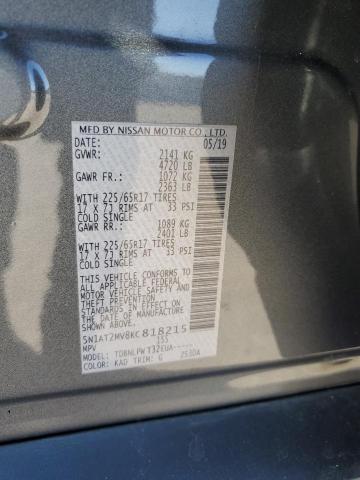 MFD BY NISSAN MOTOR CO., LTD.
DATE: 05/19
GVWR: 2141 KG
4720 LB
GAWR FR.: 1072 KG
2363 LB
WITH 225/65R17 TIRES
17 X 7J RIMS AT 33 PSI
COLD SINGLE
GAWR RR.: 1089 KG
2401 LB
WITH 225/65R17 TIRES
17 X 7J RIMS AT 33 PSI
COLD SINGLE
THIS VEHICLE CONFORMS TO
ALL APPLICABLE FEDERAL
MOTOR VEHICLE SAFETY AND
THEFT PREVENTION STANDARDS
IN EFFECT ON THE DATE OF
MANUFACTURE SHOWN ABOVE.
5N1AT2MV8KC818215
MPV 155
MODEL: TDBNLPWT32EUA-----
COLOR: KAD TRIM: G 253DA